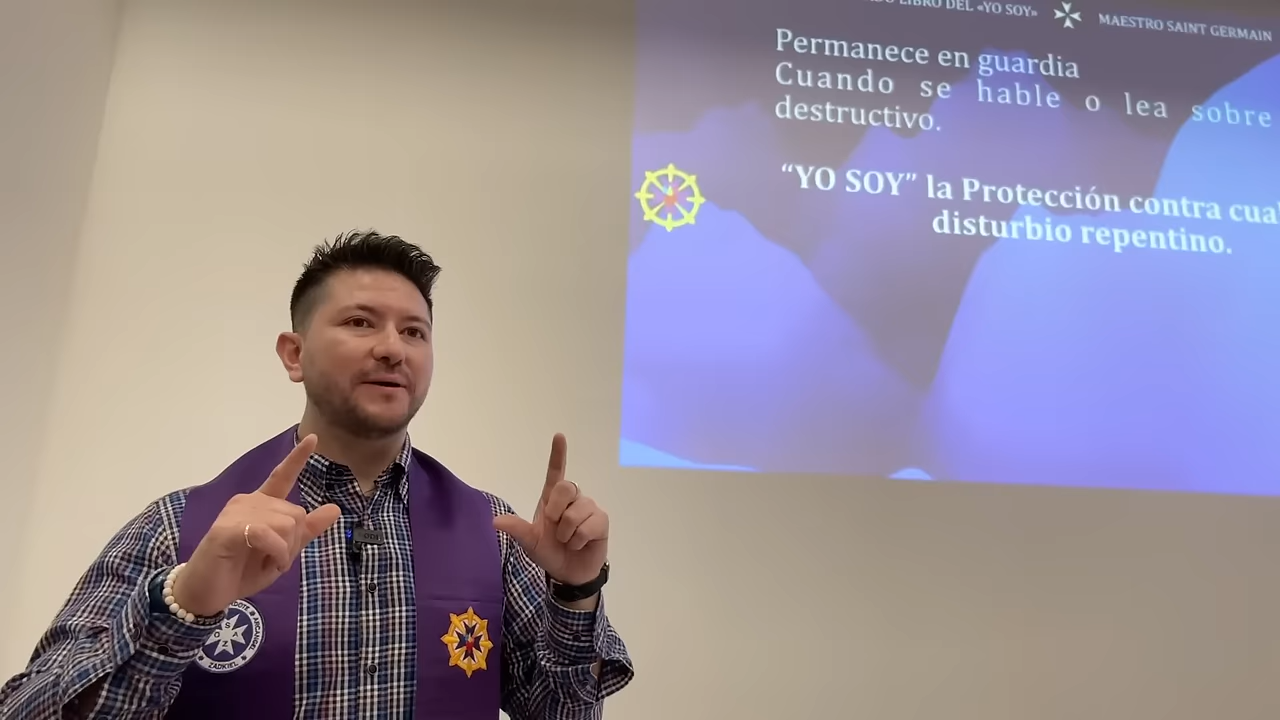 LIBRO DEL «YO SOY» MAESTRO SAINT GERMAIN
Permanece en guardia
Cuando se hable o lea sobre
destructivo.
“YO SOY” la Protección contra
disturbio repentino.
ARCÁNGEL
ZADKIEL